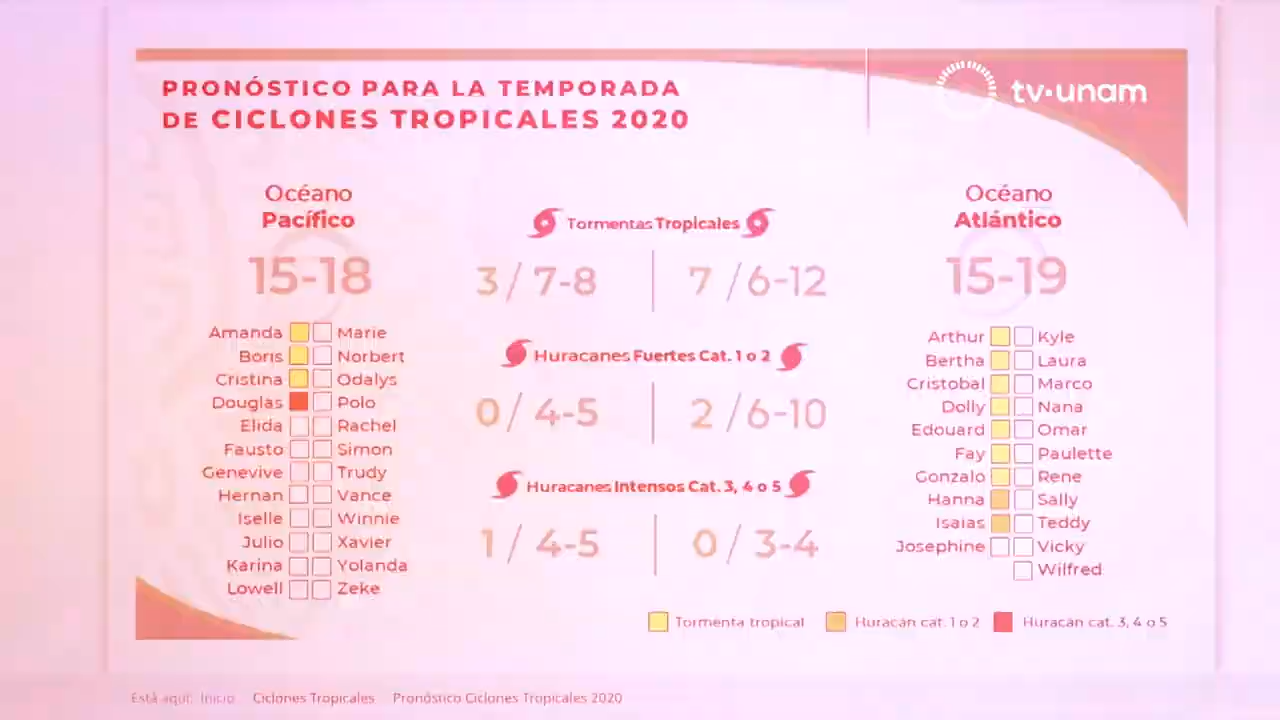 PRONÓSTICO PARA LA TEMPORADA
DE CICLONES TROPICALES 2020
tv·unam
Océano
Pacífico
15-18
Amanda Marie
Boris Norbert
Cristina Odalys
Douglas Polo
Elida Rachel
Fausto Simon
Genevive Trudy
Hernan Vance
Iselle Winnie
Julio Xavier
Karina Yolanda
Lowell Zeke
Tormentas Tropicales
3 / 7-8 7 / 6-12
Huracanes Fuertes Cat. 1 o 2
0 / 4-5 2 / 6-10
Huracanes Intensos Cat. 3, 4 o 5
1 / 4-5 0 / 3-4
Océano
Atlántico
15-19
Arthur Kyle
Bertha Laura
Cristobal Marco
Dolly Nana
Edouard Omar
Fay Paulette
Gonzalo Rene
Hanna Sally
Isaias Teddy
Josephine Vicky
Wilfred
Tormenta tropical Huracán cat. 1 o 2 Huracán cat. 3, 4 o 5
Está aquí: Inicio Ciclones Tropicales Pronóstico Ciclones Tropicales 2020